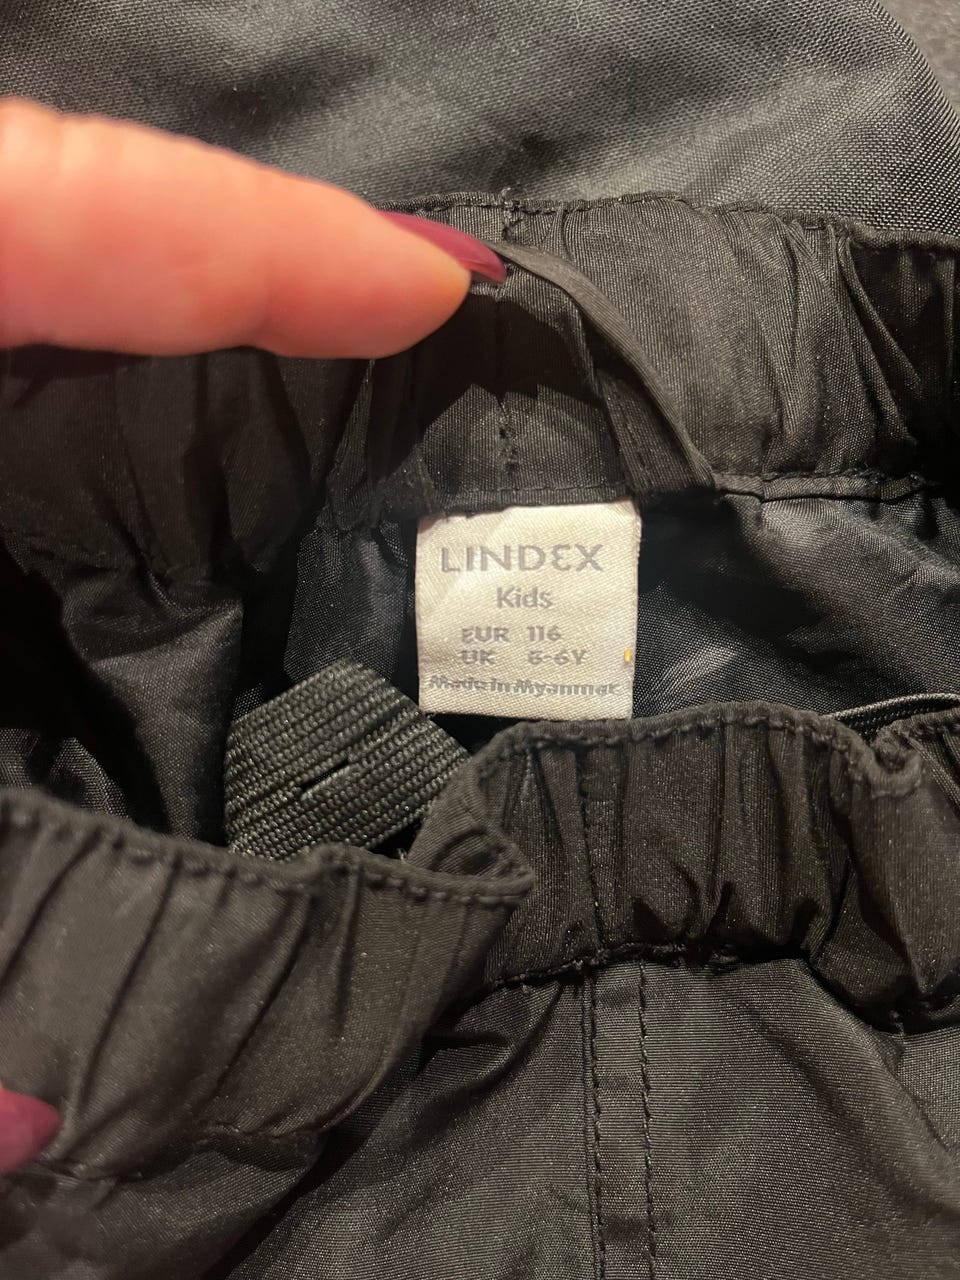 LINDEX
Kids
EUR 116
UK 5-6Y
Made in Myanmar